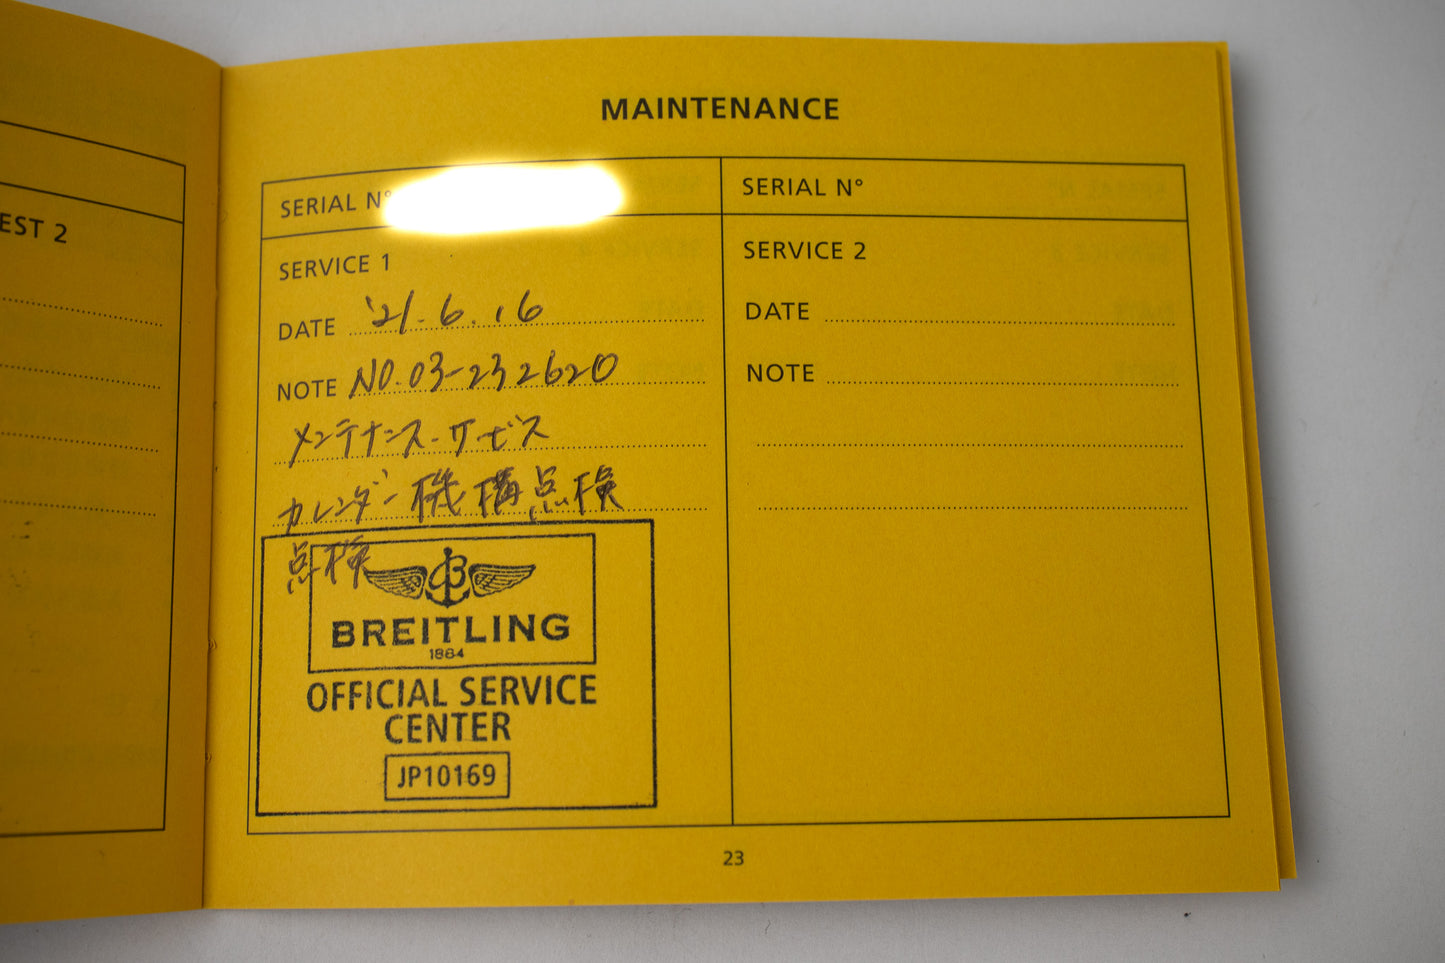 EST 2
MAINTENANCE
SERIAL N°
SERVICE 1
DATE '21.6.16
NOTE NO.03-232620
メンテナンス・サービス
カレンダー機構点検
点検
BREITLING
1884
OFFICIAL SERVICE
CENTER
JP10169
SERIAL N°
SERVICE 2
DATE
NOTE
23